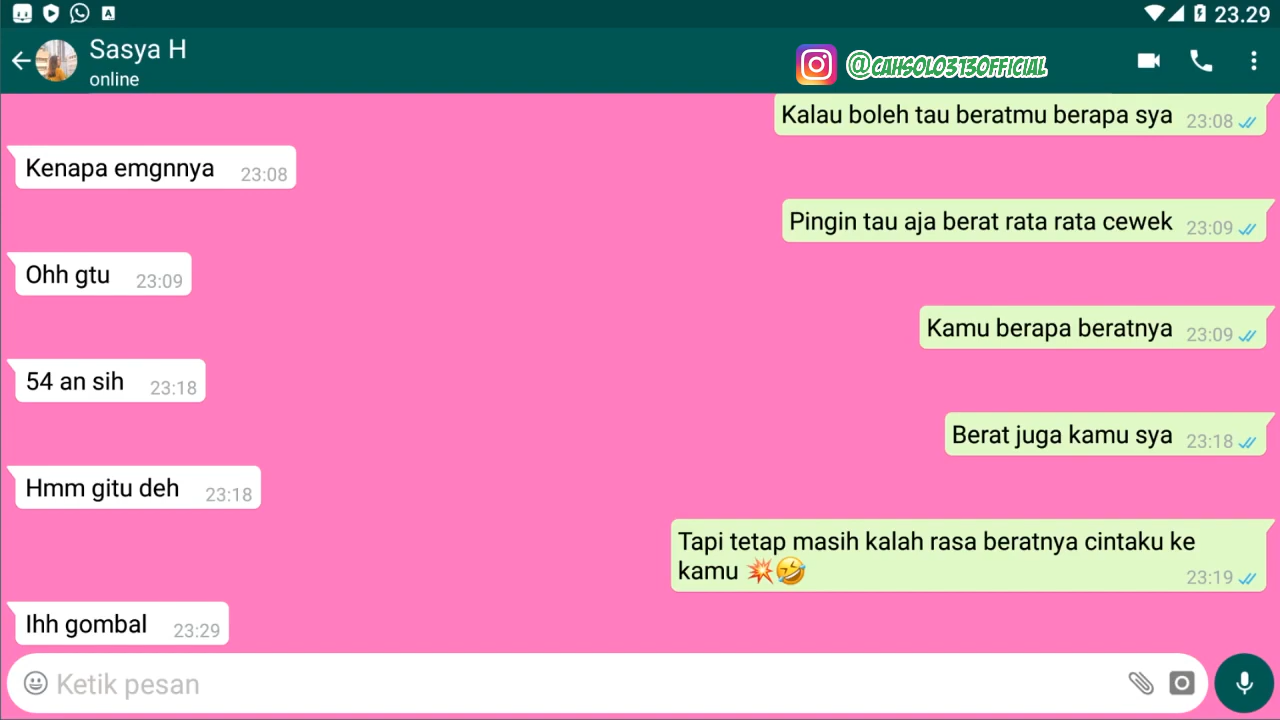 23.29
Sasya H
online
@CAHSOLO313OFFICIAL
Kalau boleh tau beratmu berapa sya 23:08
Kenapa emgnnya 23:08
Pingin tau aja berat rata rata cewek 23:09
Ohh gtu 23:09
Kamu berapa beratnya 23:09
54 an sih 23:18
Berat juga kamu sya 23:18
Hmm gitu deh 23:18
Tapi tetap masih kalah rasa beratnya cintaku ke
kamu 💥🤣 23:19
Ihh gombal 23:29
Ketik pesan